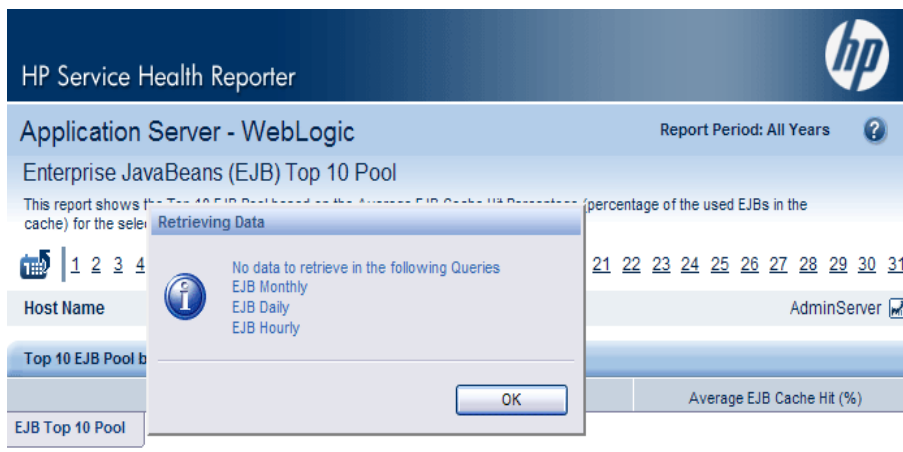 hp
HP Service Health Reporter
Application Server - WebLogic
Report Period: All Years
?
Enterprise JavaBeans (EJB) Top 10 Pool
This report shows the Top 10 EJB Pool based on the Average EJB Cache Hit Percentage (percentage of the used EJBs in the
cache) for the sele
Retrieving Data
No data to retrieve in the following Queries
EJB Monthly
EJB Daily
EJB Hourly
OK
1 2 3 4 21 22 23 24 25 26 27 28 29 30 31
Host Name
AdminServer
Top 10 EJB Pool b
Average EJB Cache Hit (%)
EJB Top 10 Pool